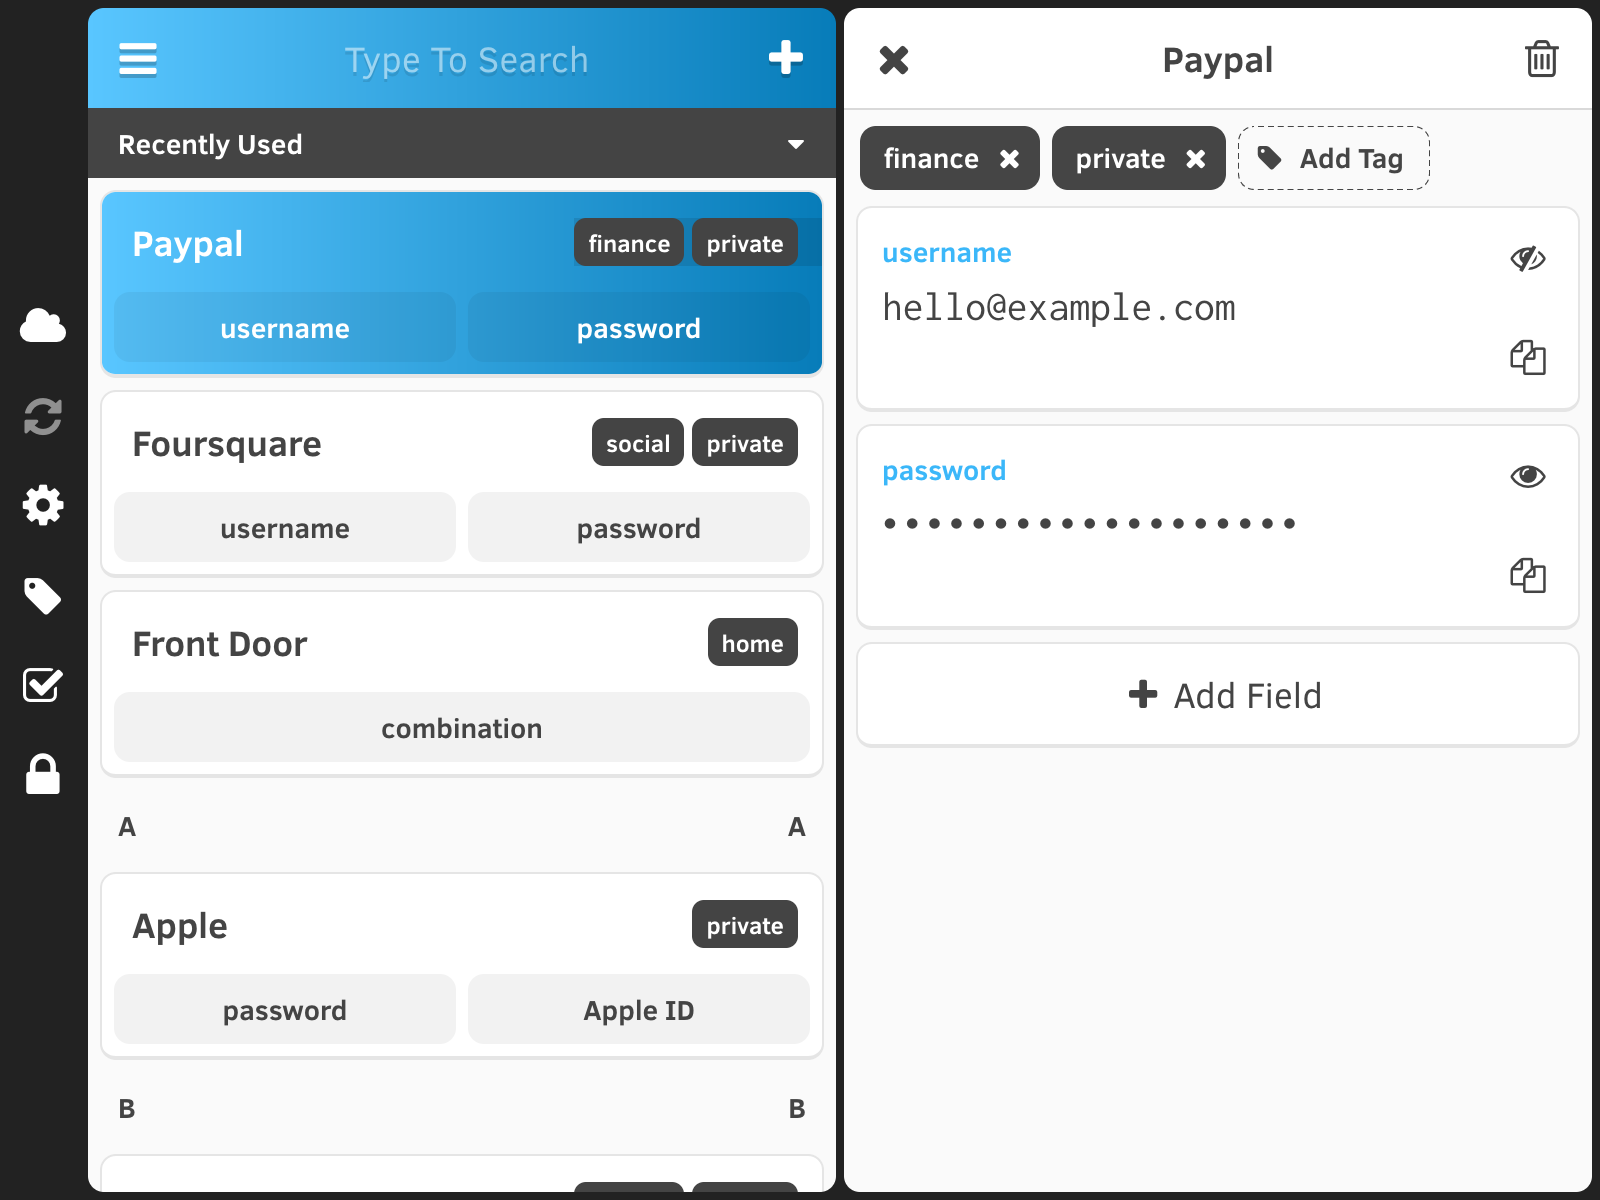 Type To Search
Recently Used
Paypal
finance private
username password
Foursquare
social private
username password
Front Door
home
combination
A A
Apple
private
password Apple ID
B B
Paypal
finance private Add Tag
username
hello@example.com
password
••••••••••••••••••• 
Add Field